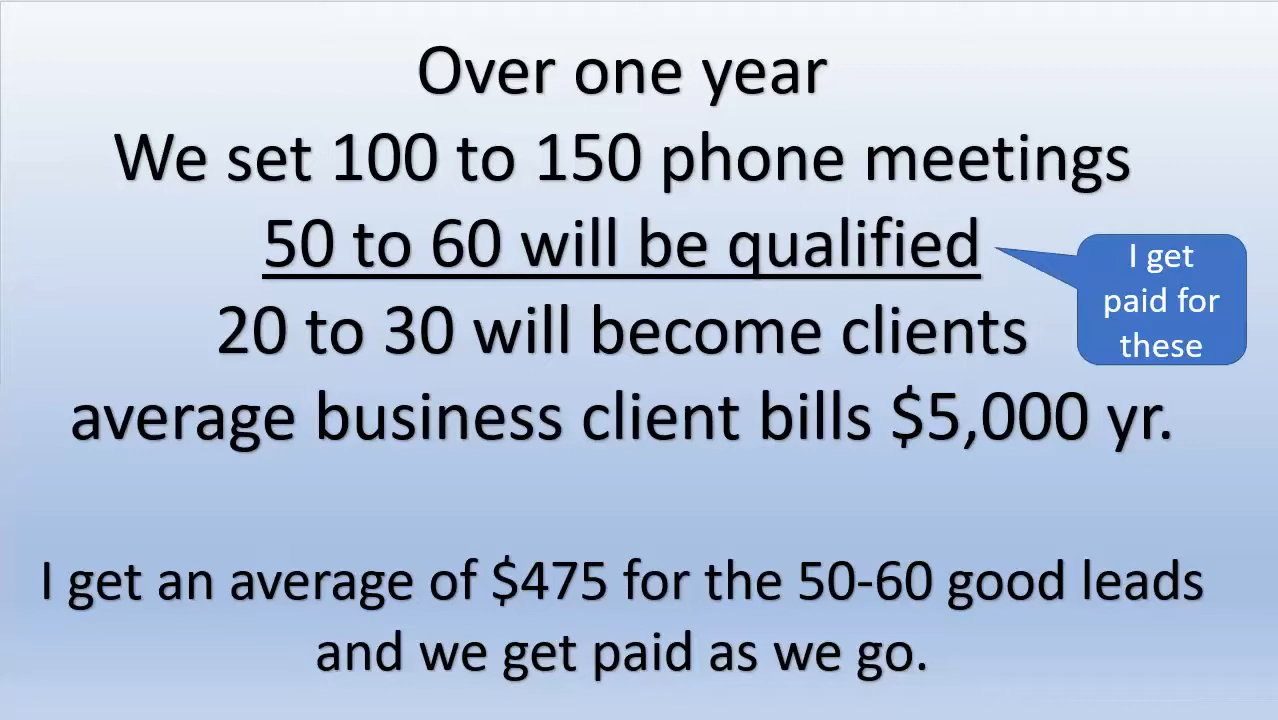 Over one year
We set 100 to 150 phone meetings
50 to 60 will be qualified
I get
paid for
these
20 to 30 will become clients
average business client bills $5,000 yr.
I get an average of $475 for the 50-60 good leads
and we get paid as we go.